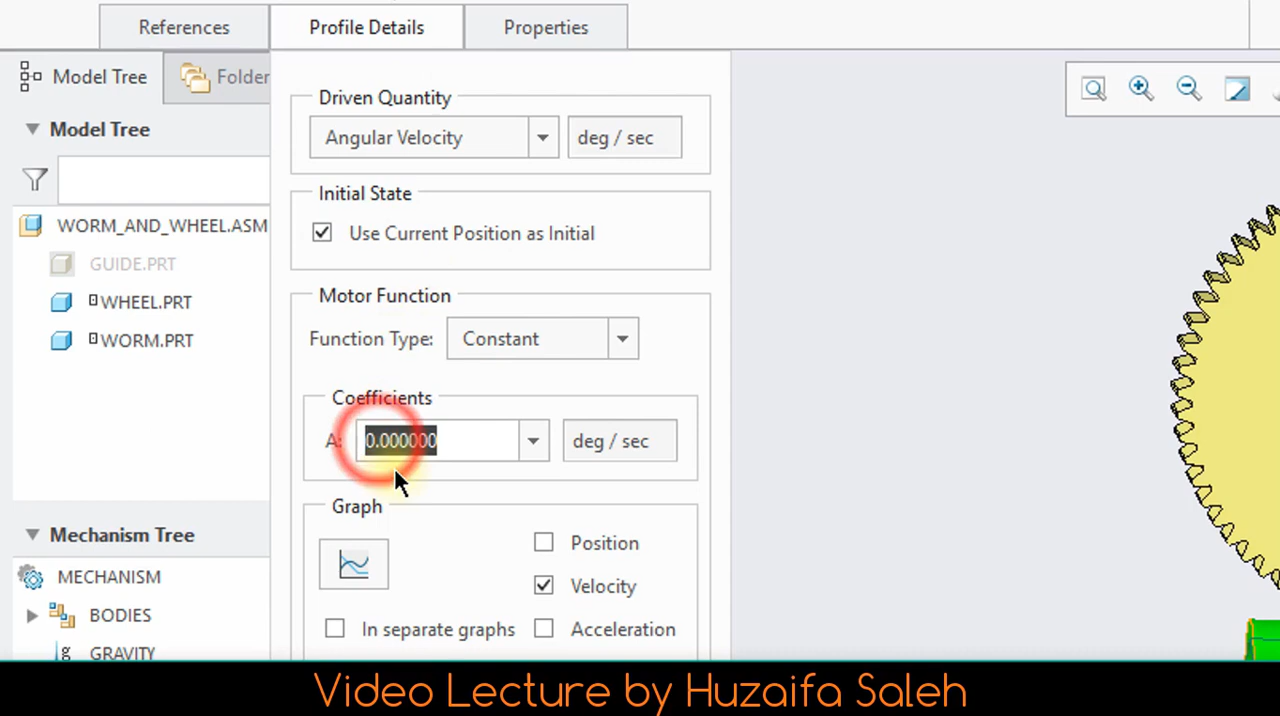 References
Profile Details
Properties
Model Tree
Folder
Model Tree
WORM_AND_WHEEL.ASM
GUIDE.PRT
WHEEL.PRT
WORM.PRT
Mechanism Tree
MECHANISM
BODIES
GRAVITY
Driven Quantity
Angular Velocity
deg / sec
Initial State
Use Current Position as Initial
Motor Function
Function Type: Constant
Coefficients
A: 0.000000 deg / sec
Graph
Position
Velocity
In separate graphs
Acceleration
Video Lecture by Huzaifa Saleh